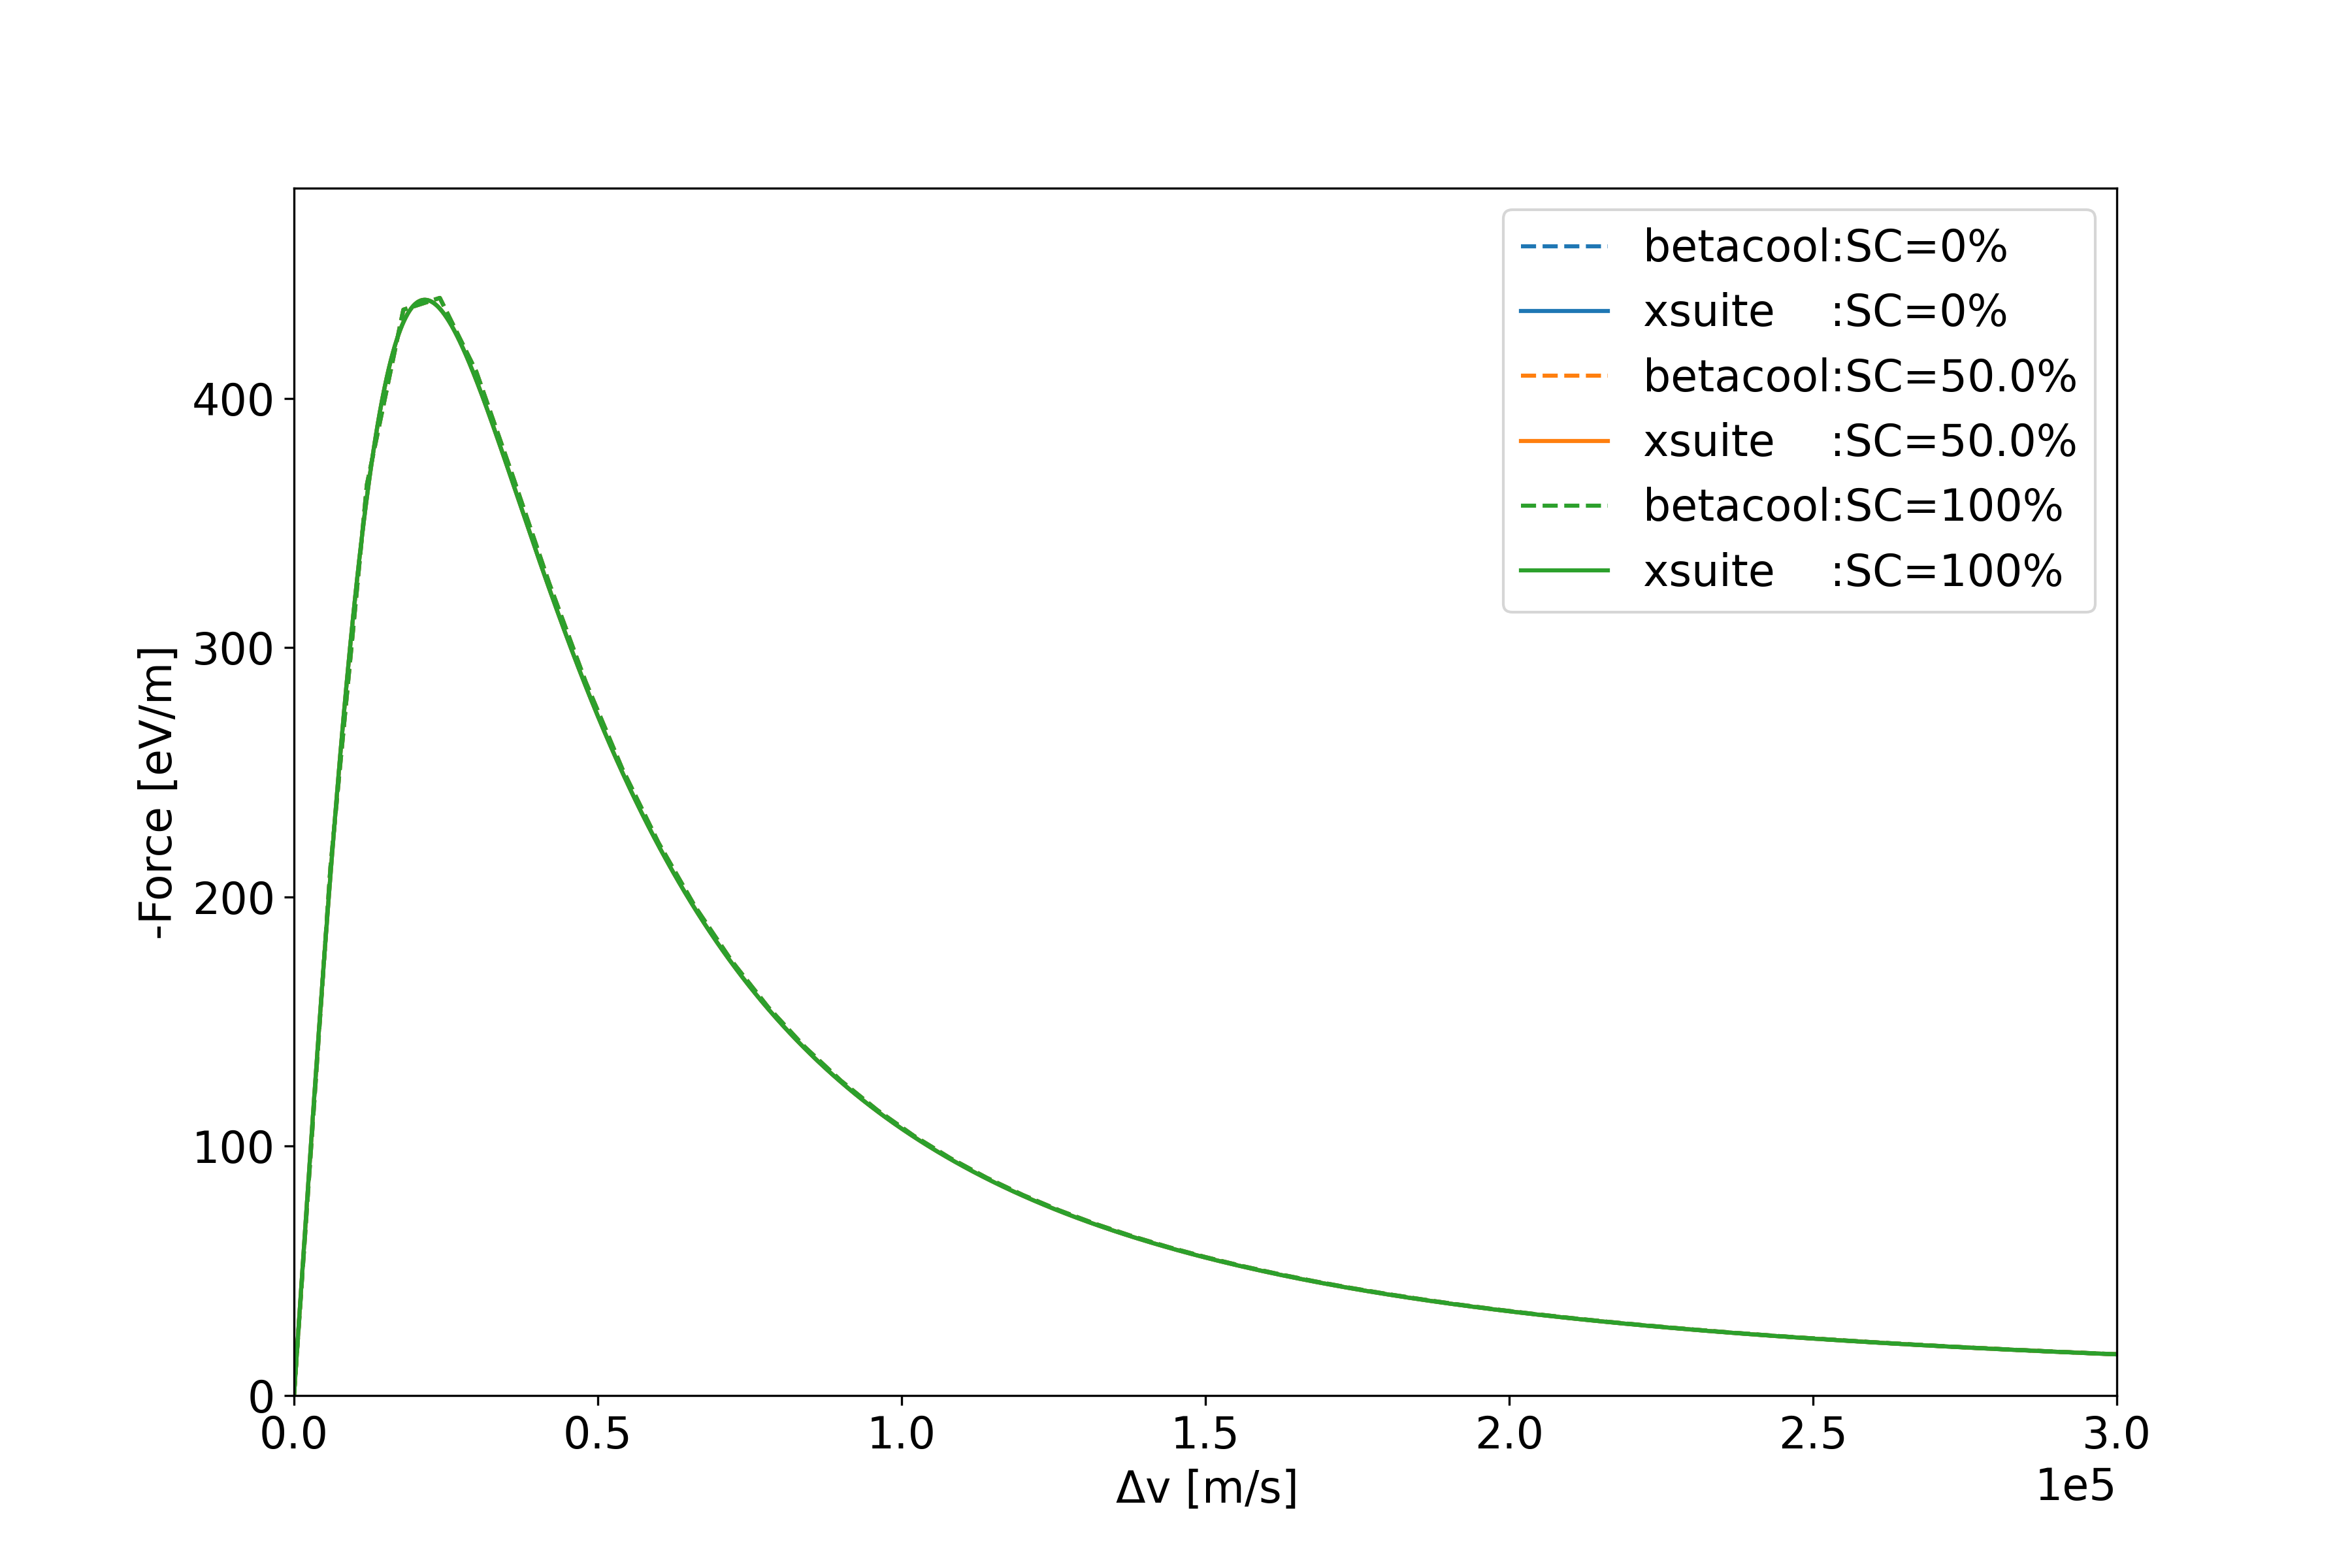 betacool:SC=0%
xsuite    :SC=0%
betacool:SC=50.0%
xsuite    :SC=50.0%
betacool:SC=100%
xsuite    :SC=100%
-Force [eV/m]
400
300
200
100
0
0.0 0.5 1.0 1.5 2.0 2.5 3.0
Δv [m/s]
1e5